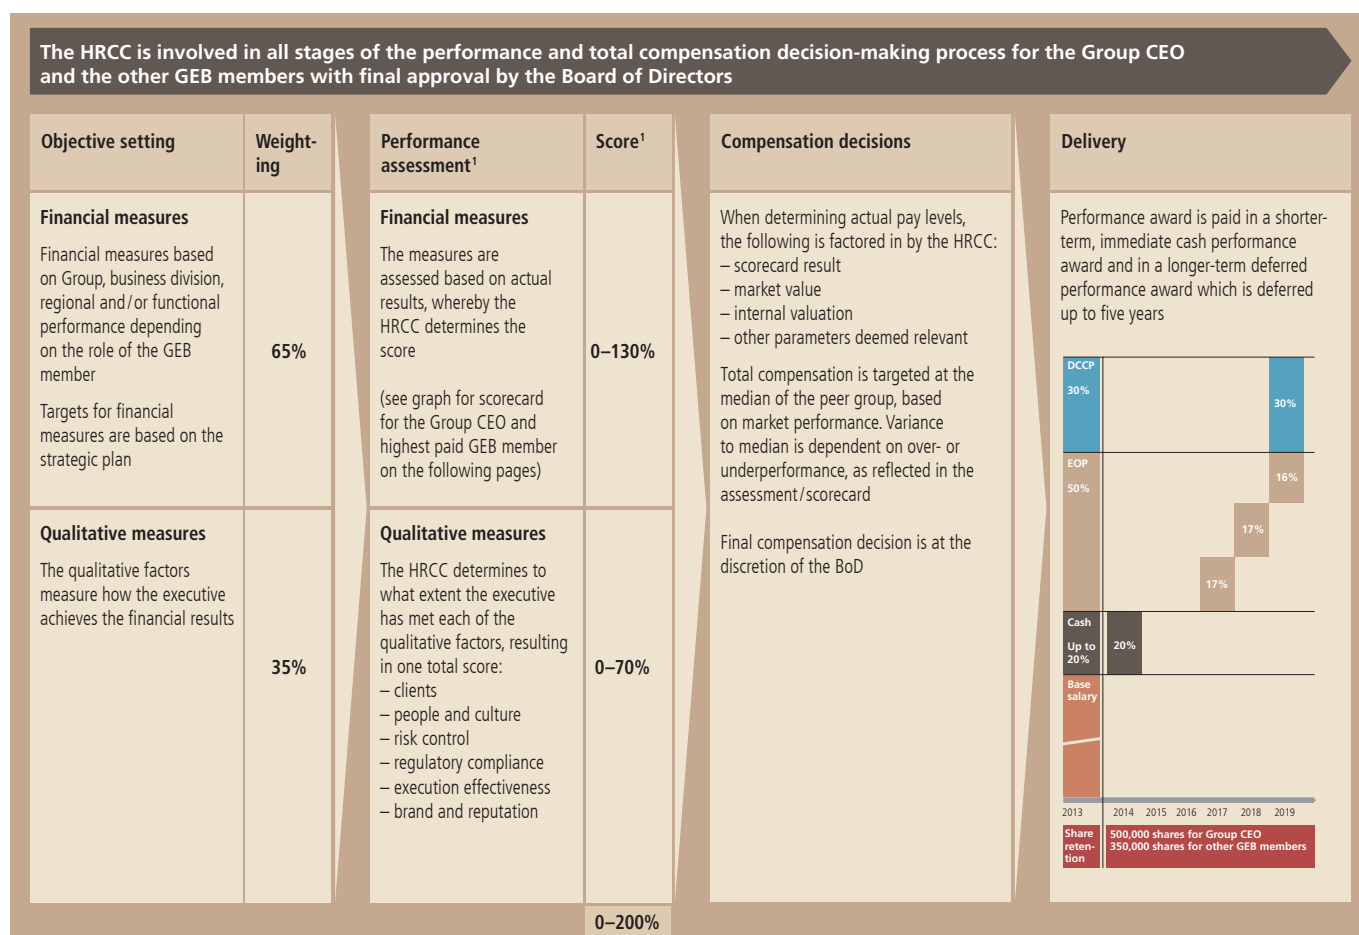 The HRCC is involved in all stages of the performance and total compensation decision-making process for the Group CEO
and the other GEB members with final approval by the Board of Directors
Objective setting
Weight-
ing
Financial measures
Financial measures based
on Group, business division,
regional and/or functional
performance depending
on the role of the GEB
member
Targets for financial
measures are based on the
strategic plan
65%
Qualitative measures
The qualitative factors
measure how the executive
achieves the financial results
35%
Performance
assessment¹
Score¹
Financial measures
The measures are
assessed based on actual
results, whereby the
HRCC determines the
score
(see graph for scorecard
for the Group CEO and
highest paid GEB member
on the following pages)
0–130%
Qualitative measures
The HRCC determines to
what extent the executive
has met each of the
qualitative factors, resulting
in one total score:
– clients
– people and culture
– risk control
– regulatory compliance
– execution effectiveness
– brand and reputation
0–70%
0–200%
Compensation decisions
When determining actual pay levels,
the following is factored in by the HRCC:
– scorecard result
– market value
– internal valuation
– other parameters deemed relevant
Total compensation is targeted at the
median of the peer group, based
on market performance. Variance
to median is dependent on over- or
underperformance, as reflected in the
assessment/scorecard
Final compensation decision is at the
discretion of the BoD
Delivery
Performance award is paid in a shorter-
term, immediate cash performance
award and in a longer-term deferred
performance award which is deferred
up to five years
DCCP
30%
30%
EOP
50%
16%
17%
17%
Cash
Up to
20%
20%
Base
salary
2013 2014 2015 2016 2017 2018 2019
Share
reten-
tion
500,000 shares for Group CEO
350,000 shares for other GEB members